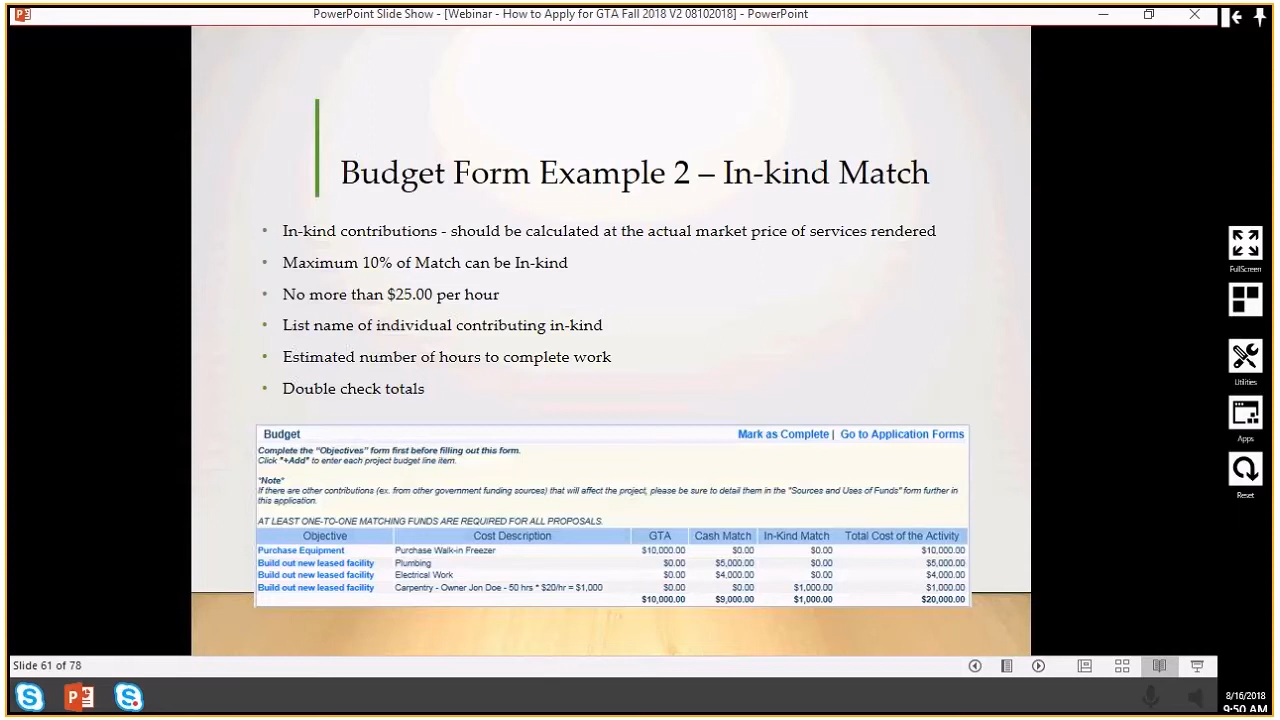 PowerPoint Slide Show - [Webinar - How to Apply for GTA Fall 2018 V2 08102018] - PowerPoint
Budget Form Example 2 – In-kind Match
• In-kind contributions - should be calculated at the actual market price of services rendered
• Maximum 10% of Match can be In-kind
• No more than $25.00 per hour
• List name of individual contributing in-kind
• Estimated number of hours to complete work
• Double check totals
Budget Mark as Complete | Go to Application Forms
Complete the "Objectives" form first before filling out this form.
Click "+Add" to enter each project budget line item.
*Note*
If there are other contributions (ex. from other government funding sources) that will affect the project, please be sure to detail them in the "Sources and Uses of Funds" form further in
this application.
AT LEAST ONE-TO-ONE MATCHING FUNDS ARE REQUIRED FOR ALL PROPOSALS.
Objective Cost Description GTA Cash Match In-Kind Match Total Cost of the Activity
Purchase Equipment Purchase Walk-in Freezer $10,000.00 $0.00 $0.00 $10,000.00
Build out new leased facility Plumbing $0.00 $5,000.00 $0.00 $5,000.00
Build out new leased facility Electrical Work $0.00 $4,000.00 $0.00 $4,000.00
Build out new leased facility Carpentry - Owner Jon Doe - 50 hrs * $20/hr = $1,000 $0.00 $0.00 $1,000.00 $1,000.00
$10,000.00 $9,000.00 $1,000.00 $20,000.00
FullScreen
Utilities
Apps
Reset
Slide 61 of 78
8/16/2018
9:50 AM